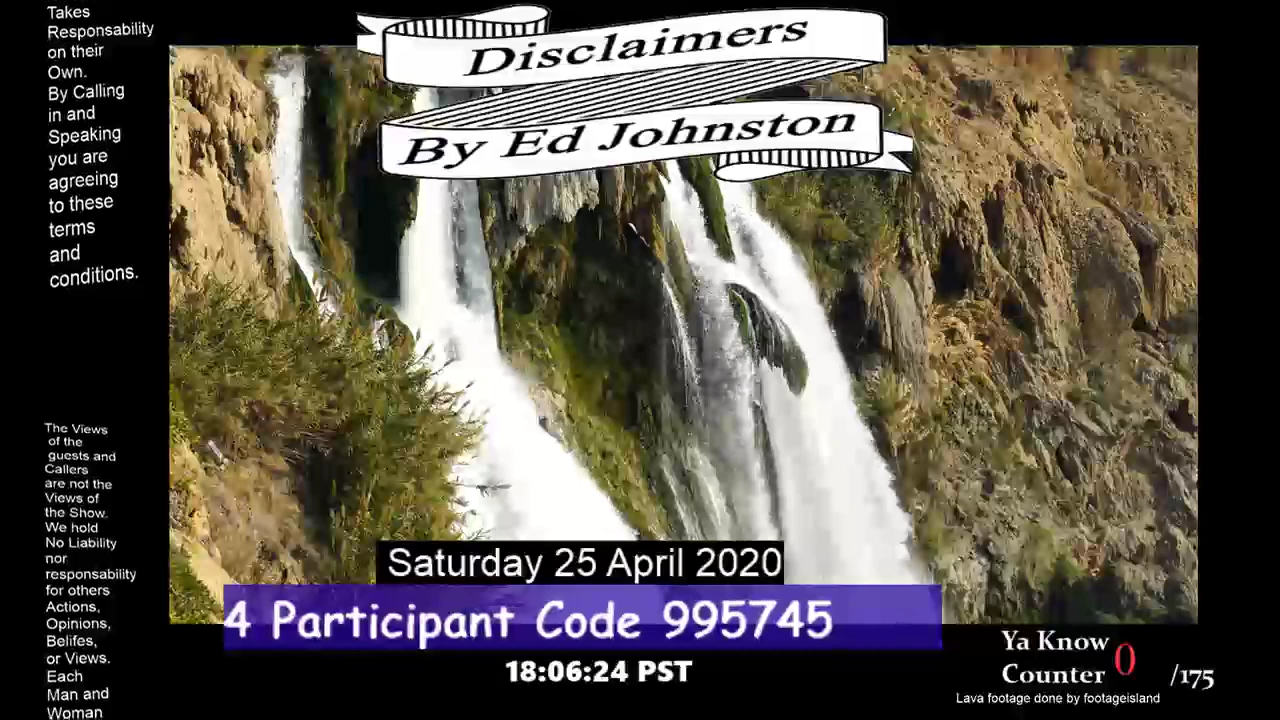 Takes
Responsability
on their
Own.
By Calling
in and
Speaking
you are
agreeing
to these
terms
and
conditions.
Disclaimers
By Ed Johnston
The Views
of the
guests and
Callers
are not the
Views of
the Show.
We hold
No Liability
nor
responsability
for others
Actions,
Opinions,
Belifes,
or Views.
Each
Man and
Woman
Saturday 25 April 2020
4 Participant Code 995745
18:06:24 PST
Ya Know
Counter 0 /175
Lava footage done by footageisland